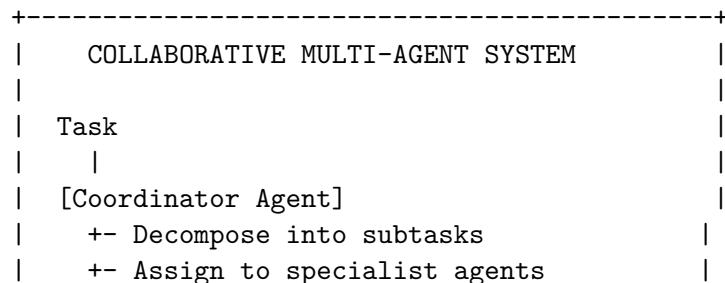 +---------------------------------------------+
|    COLLABORATIVE MULTI-AGENT SYSTEM         |
|                                             |
|  Task                                       |
|    |                                        |
|  [Coordinator Agent]                        |
|    +- Decompose into subtasks              |
|    +- Assign to specialist agents          |